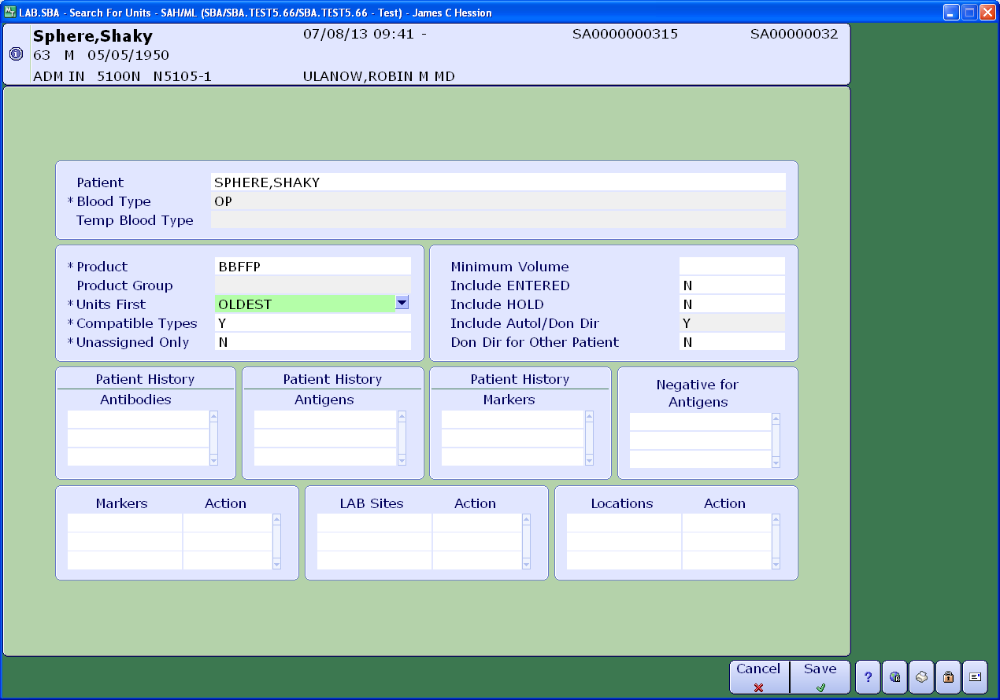 LAB.SBA - Search For Units - SAH/ML (SBA/SBA.TEST5.66/SBA.TEST5.66 - Test) - James C Hession
Sphere,Shaky 07/08/13 09:41 - SA0000000315 SA00000032
63 M 05/05/1950
ADM IN 5100N N5105-1 ULANOW,ROBIN M MD
Patient SPHERE,SHAKY
*Blood Type OP
Temp Blood Type
*Product BBFFP
Product Group
*Units First OLDEST
*Compatible Types Y
*Unassigned Only N
Minimum Volume
Include ENTERED N
Include HOLD N
Include Autol/Don Dir Y
Don Dir for Other Patient N
Patient History
Antibodies
Patient History
Antigens
Patient History
Markers
Negative for
Antigens
Markers Action
LAB Sites Action
Locations Action
Cancel Save
?